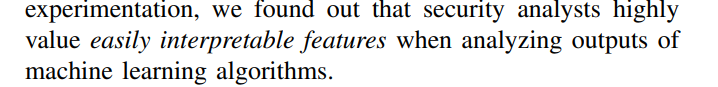 experimentation, we found out that security analysts highly
value easily interpretable features when analyzing outputs of
machine learning algorithms.